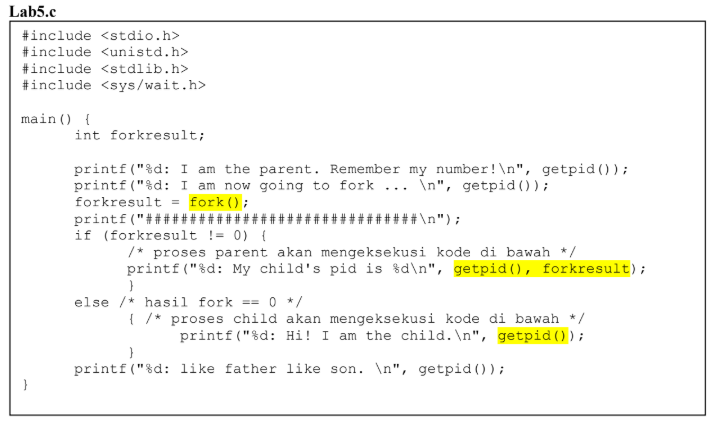 Lab5.c
#include <stdio.h>
#include <unistd.h>
#include <stdlib.h>
#include <sys/wait.h>
main() {
int forkresult;
printf("%d: I am the parent. Remember my number!\n", getpid());
printf("%d: I am now going to fork ... \n", getpid());
forkresult = fork();
printf("###############################\n");
if (forkresult != 0) {
/* proses parent akan mengeksekusi kode di bawah */
printf("%d: My child's pid is %d\n", getpid(), forkresult);
}
else /* hasil fork == 0 */
{ /* proses child akan mengeksekusi kode di bawah */
printf("%d: Hi! I am the child.\n", getpid());
}
printf("%d: like father like son. \n", getpid());
}